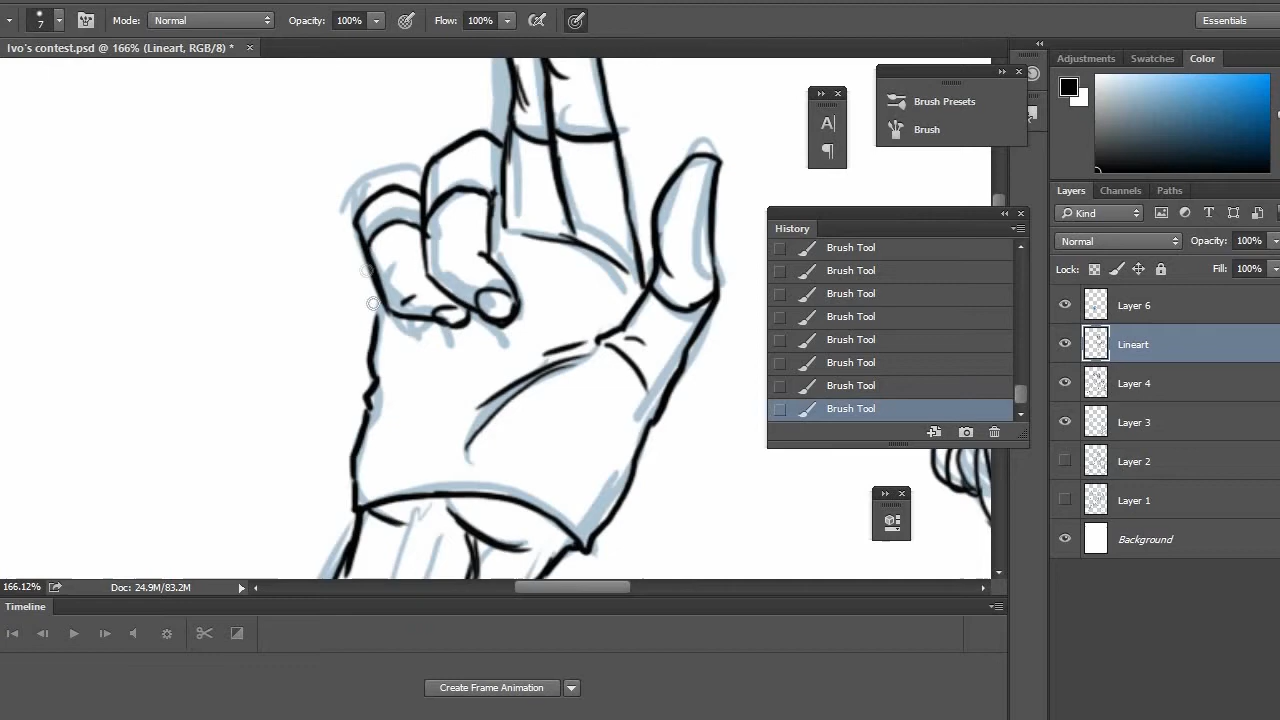 7 Mode: Normal Opacity: 100% Flow: 100% Essentials
Ivo's contest.psd @ 166% (Lineart, RGB/8) *
Adjustments Swatches Color
Brush Presets
Brush
A
¶
History
Brush Tool
Brush Tool
Brush Tool
Brush Tool
Brush Tool
Brush Tool
Brush Tool
Brush Tool
Layers Channels Paths
Kind T
Normal Opacity: 100%
Lock: Fill: 100%
Layer 6
Lineart
Layer 4
Layer 3
Layer 2
Layer 1
Background
166.12% Doc: 24.9M/83.2M
Timeline
Create Frame Animation